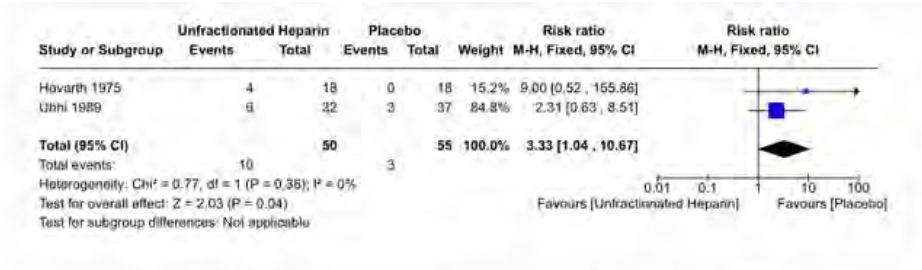 Unfractionated Heparin Placebo Risk ratio Risk ratio
Study or Subgroup Events Total Events Total Weight M-H, Fixed, 95% CI M-H, Fixed, 95% CI
Hovarth 1975 4 18 0 18 15.2% 9.00 [0.52 , 155.86]
Ubhi 1989 6 32 3 37 84.8% 2.31 [0.63 , 8.51]
Total (95% CI) 50 55 100.0% 3.33 [1.04 , 10.67]
Total events: 10 3
Heterogeneity: Chi² = 0.77, df = 1 (P = 0.38); I² = 0%
Test for overall effect: Z = 2.03 (P = 0.04)
Test for subgroup differences: Not applicable
0.01 0.1 1 10 100
Favours [Unfractionated Heparin] Favours [Placebo]